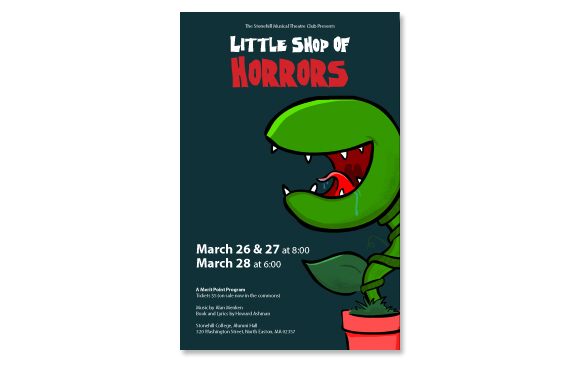 The Stonehill Musical Theatre Club Presents
LITTLE SHOP OF
HORRORS
March 26 & 27 at 8:00
March 28 at 6:00
A Merit Point Program
Tickets $5 (on sale now in the commons)
Music by Alan Menken
Book and Lyrics by Howard Ashman
Stonehill College, Alumni Hall
320 Washington Street, North Easton, MA 02357